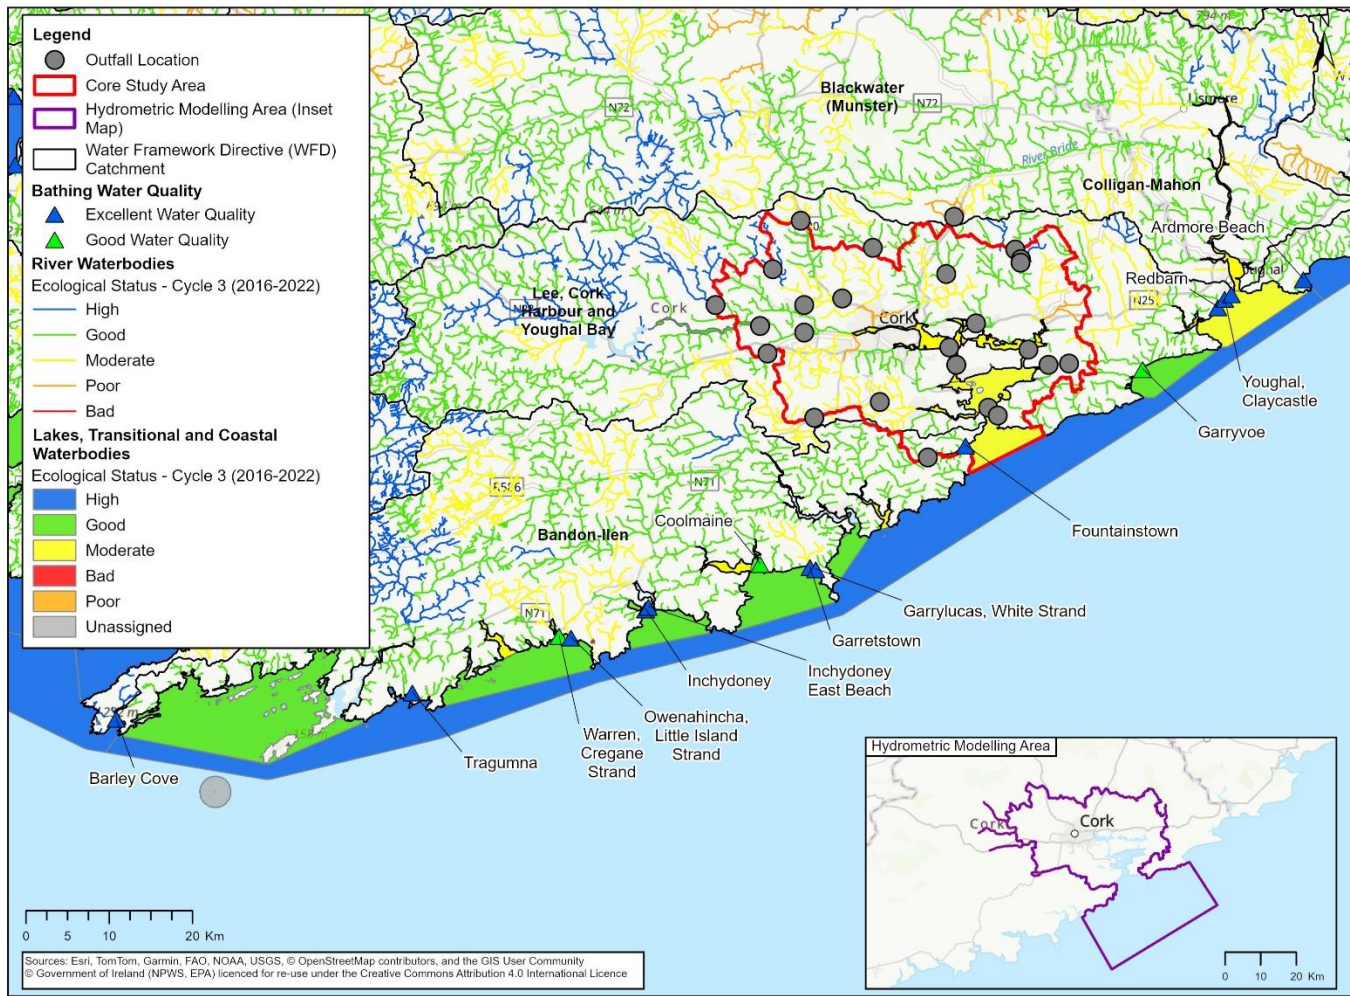 Legend
Outfall Location
Core Study Area
Hydrometric Modelling Area (Inset
Map)
Water Framework Directive (WFD)
Catchment
Bathing Water Quality
Excellent Water Quality
Good Water Quality
River Waterbodies
Ecological Status - Cycle 3 (2016-2022)
High
Good
Moderate
Poor
Bad
Lakes, Transitional and Coastal
Waterbodies
Ecological Status - Cycle 3 (2016-2022)
High
Good
Moderate
Bad
Poor
Unassigned
794 m
N72
Blackwater
(Munster)
N72
Lismore
River Bride
Colligan-Mahon
Ardmore Beach
Redbarn
N25
Lee, Cork
Harbour and
Youghal Bay
Cork
Cork
Youghal,
Claycastle
Garryvoe
Fountainstown
N71
Coolmaine
Bandon-Ilen
Garrylucas, White Strand
Garretstown
N71
Inchydoney
East Beach
Inchydoney
Owenahincha,
Little Island
Strand
Warren,
Cregane
Strand
Tragumna
Barley Cove
Hydrometric Modelling Area
Cork
Cork
0 10 20 Km
0 5 10 20 Km
Sources: Esri, TomTom, Garmin, FAO, NOAA, USGS, © OpenStreetMap contributors, and the GIS User Community
© Government of Ireland (NPWS, EPA) licenced for re-use under the Creative Commons Attribution 4.0 International Licence